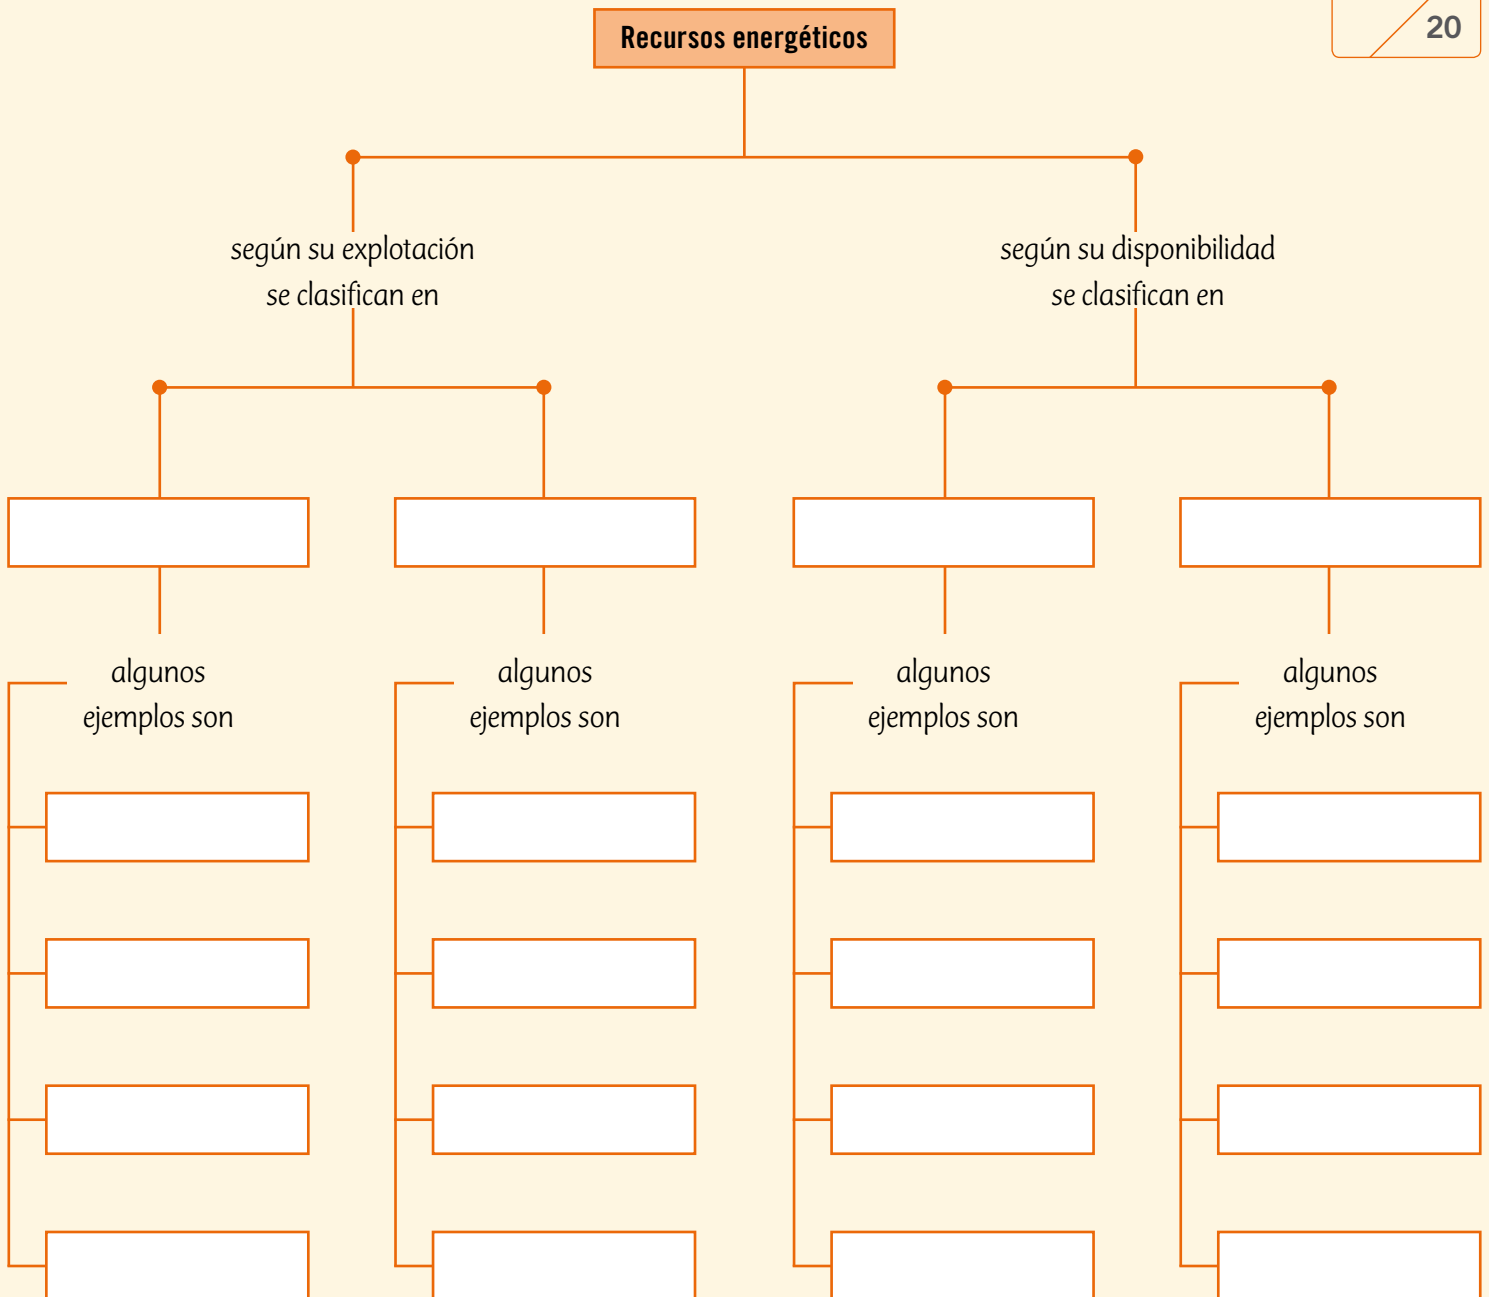 Recursos energéticos
20
según su explotación
se clasifican en
según su disponibilidad
se clasifican en
algunos
ejemplos son
algunos
ejemplos son
algunos
ejemplos son
algunos
ejemplos son